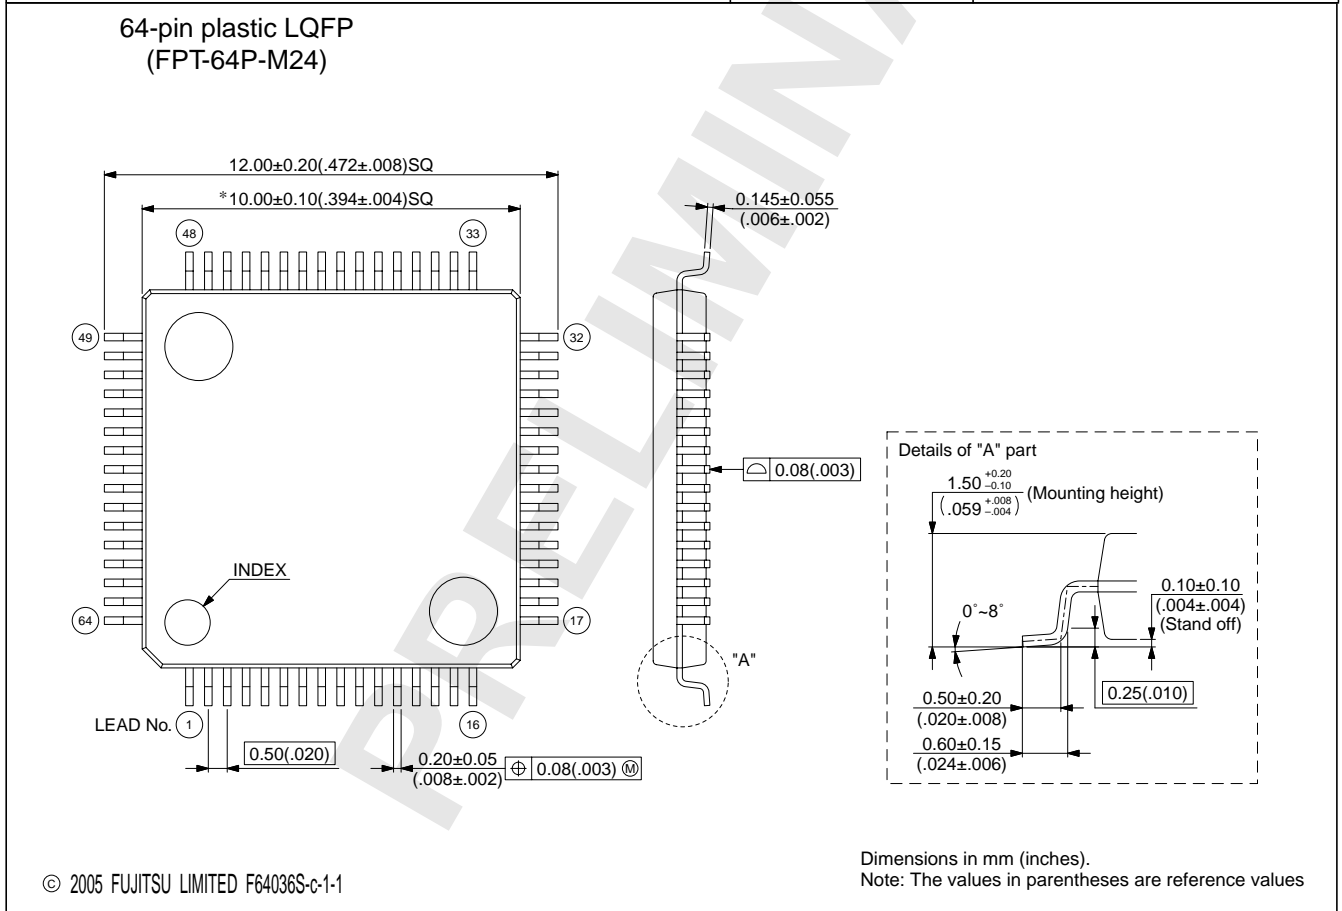 64-pin plastic LQFP
(FPT-64P-M24)
12.00±0.20(.472±.008)SQ
*10.00±0.10(.394±.004)SQ
0.145±0.055
(.006±.002)
48
33
49
32
0.08(.003)
Details of "A" part
1.50 +0.20 –0.10 (Mounting height)
(.059 +.008 –.004)
INDEX
0˚~8˚
0.10±0.10
(.004±.004)
(Stand off)
64
17
"A"
0.25(.010)
0.50±0.20
(.020±.008)
LEAD No. 1
16
0.60±0.15
(.024±.006)
0.50(.020)
0.20±0.05
(.008±.002)
0.08(.003) Ⓜ
PRELIMINA
© 2005 FUJITSU LIMITED F64036S-c-1-1
Dimensions in mm (inches).
Note: The values in parentheses are reference values